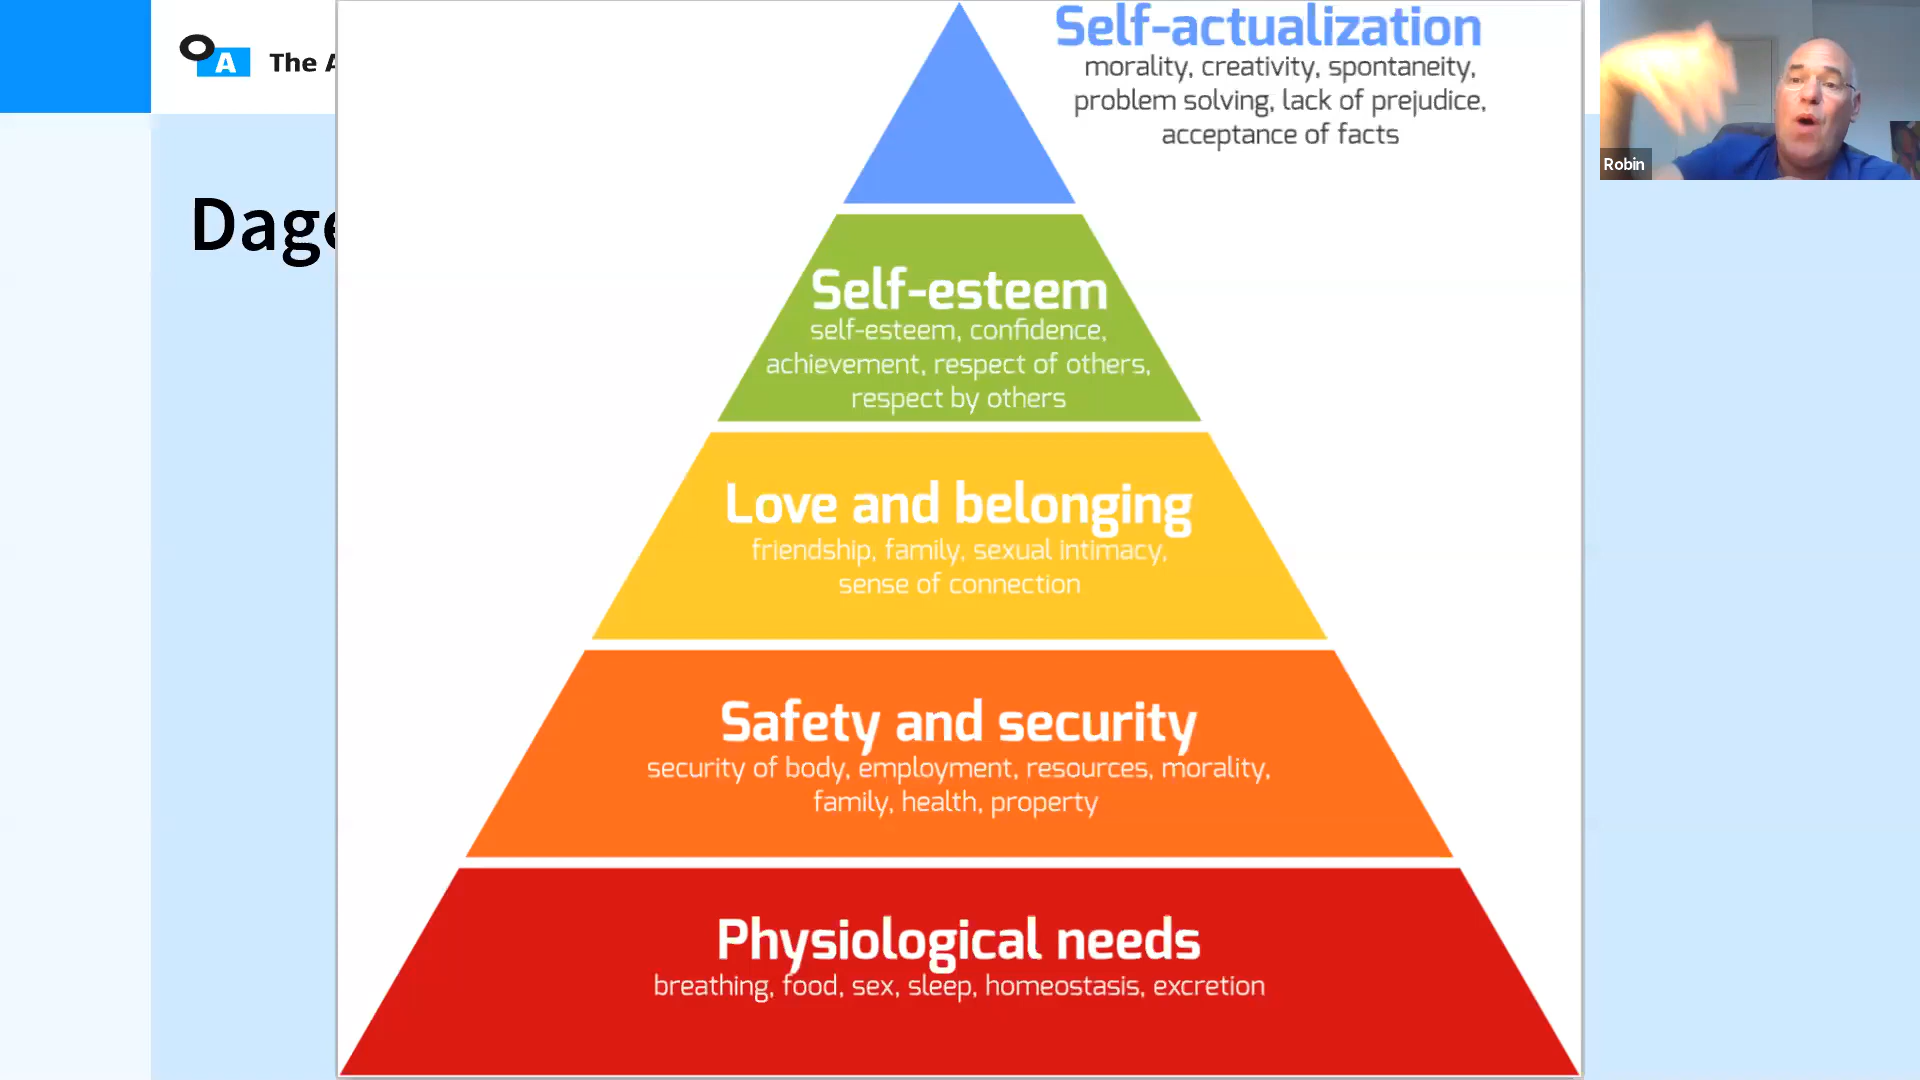 OA
The A
Dage
Self-actualization
morality, creativity, spontaneity,
problem solving, lack of prejudice,
acceptance of facts
Self-esteem
self-esteem, confidence,
achievement, respect of others,
respect by others
Love and belonging
friendship, family, sexual intimacy,
sense of connection
Safety and security
security of body, employment, resources, morality,
family, health, property
Physiological needs
breathing, food, sex, sleep, homeostasis, excretion
Robin